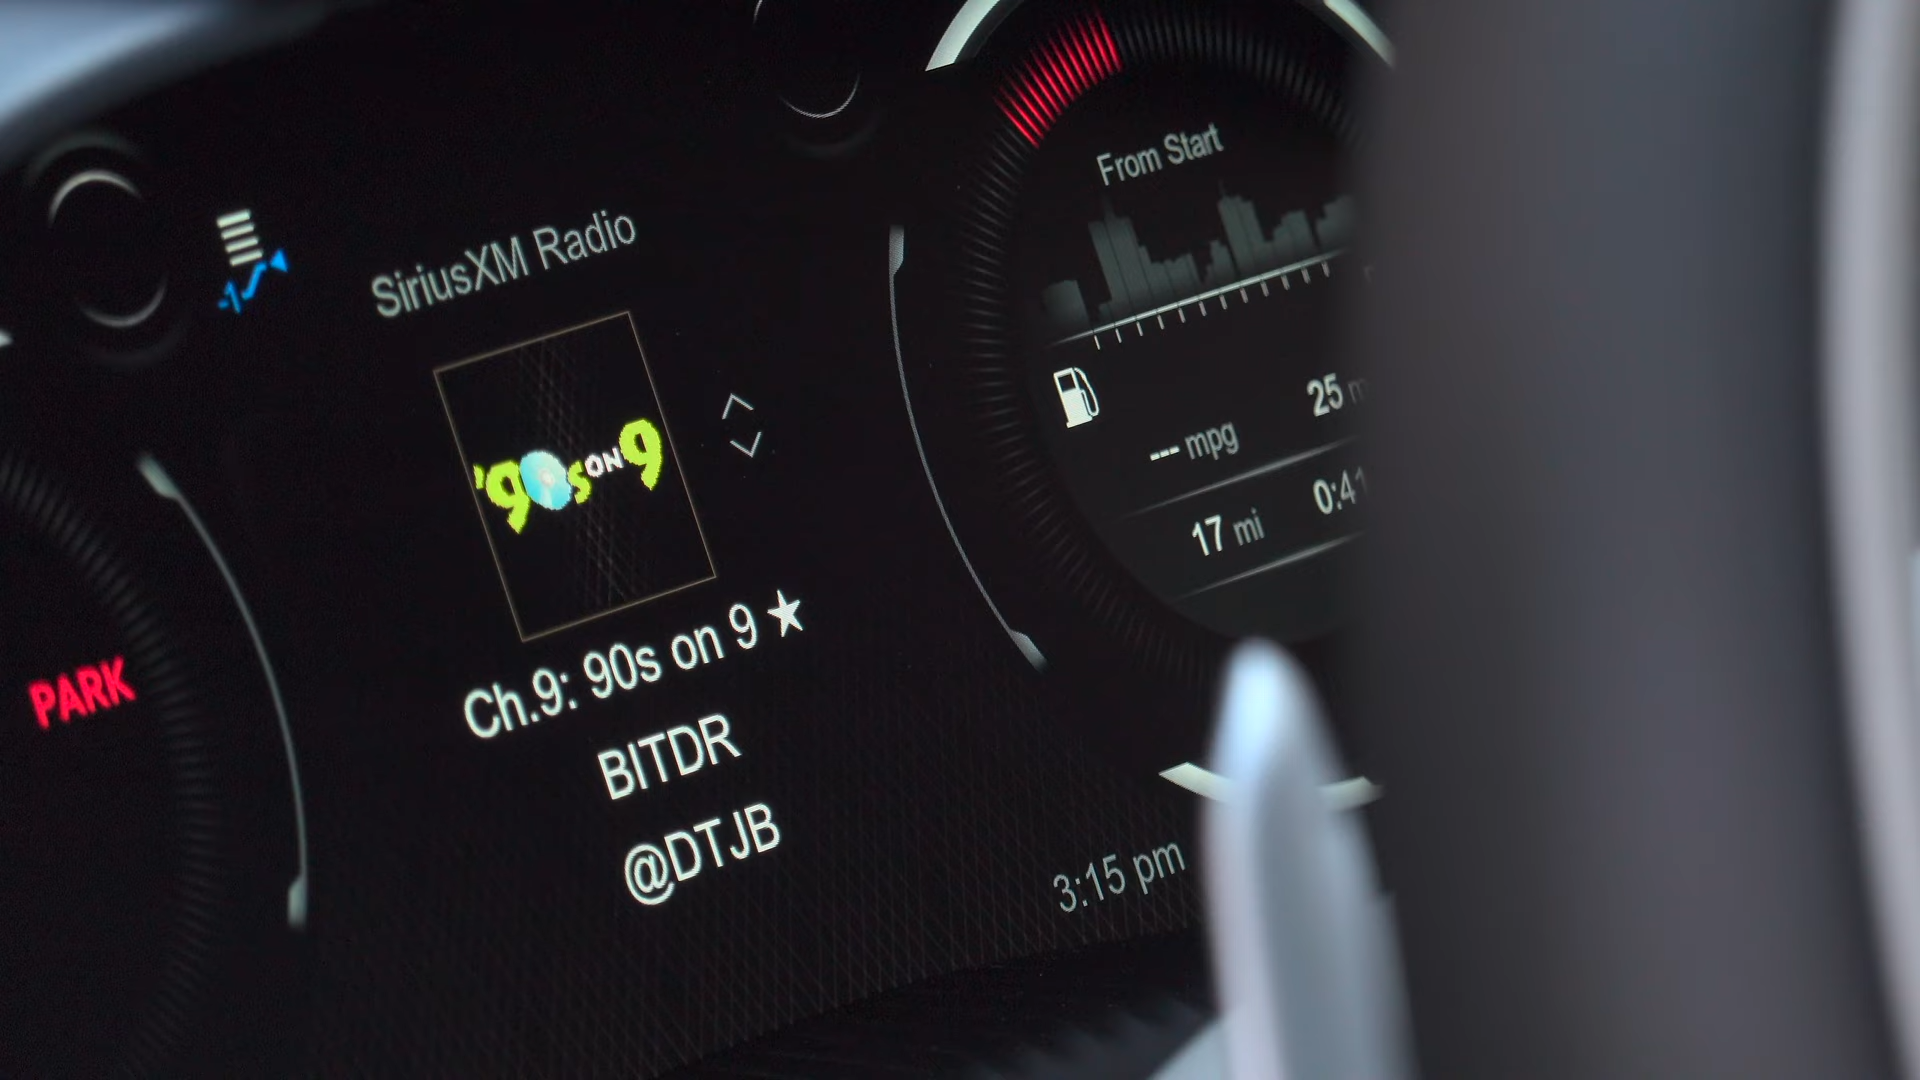 SiriusXM Radio
'90s ON 9
Ch.9: 90s on 9 ★
BITDR
@DTJB
PARK
From Start
25
--- mpg
0:41
17 mi
3:15 pm
-1